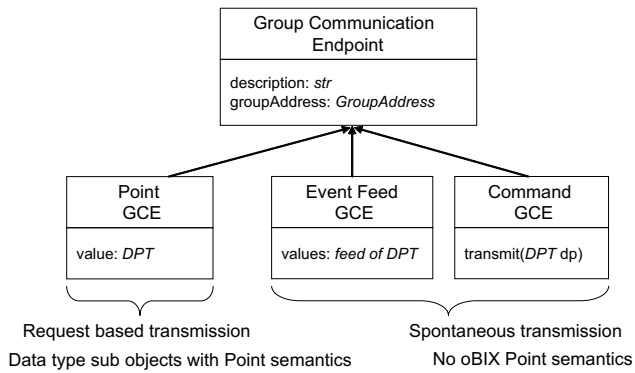 Group Communication
Endpoint
description: str
groupAddress: GroupAddress
Point
GCE
value: DPT
Event Feed
GCE
values: feed of DPT
Command
GCE
transmit(DPT dp)
Request based transmission
Data type sub objects with Point semantics
Spontaneous transmission
No oBIX Point semantics